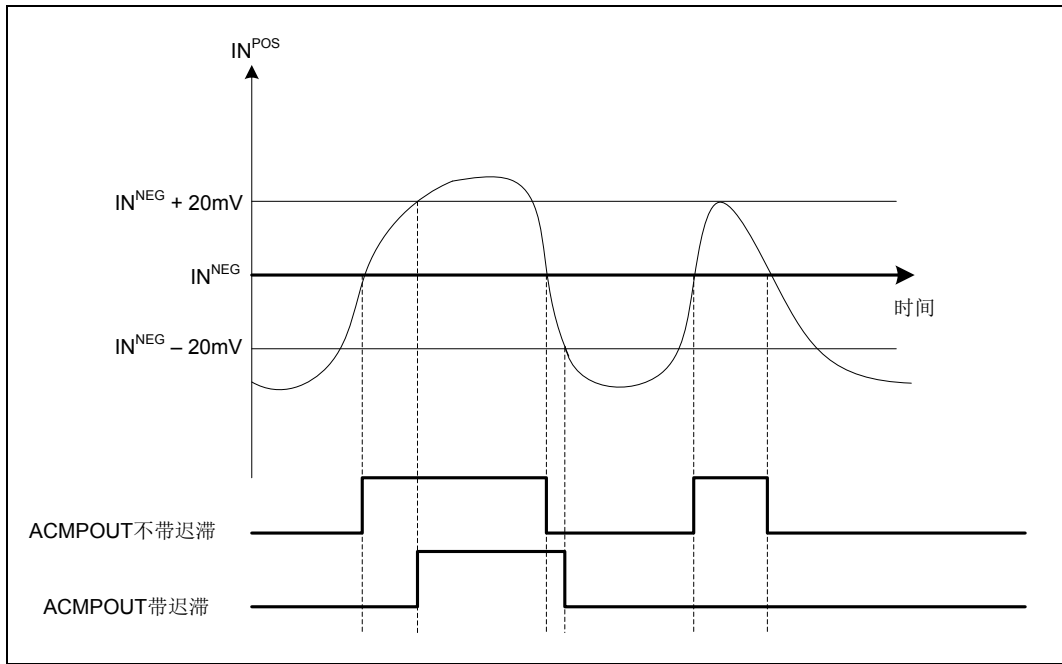 IN^POS
IN^NEG + 20mV
IN^NEG
时间
IN^NEG – 20mV
ACMPOUT不带迟滞
ACMPOUT带迟滞